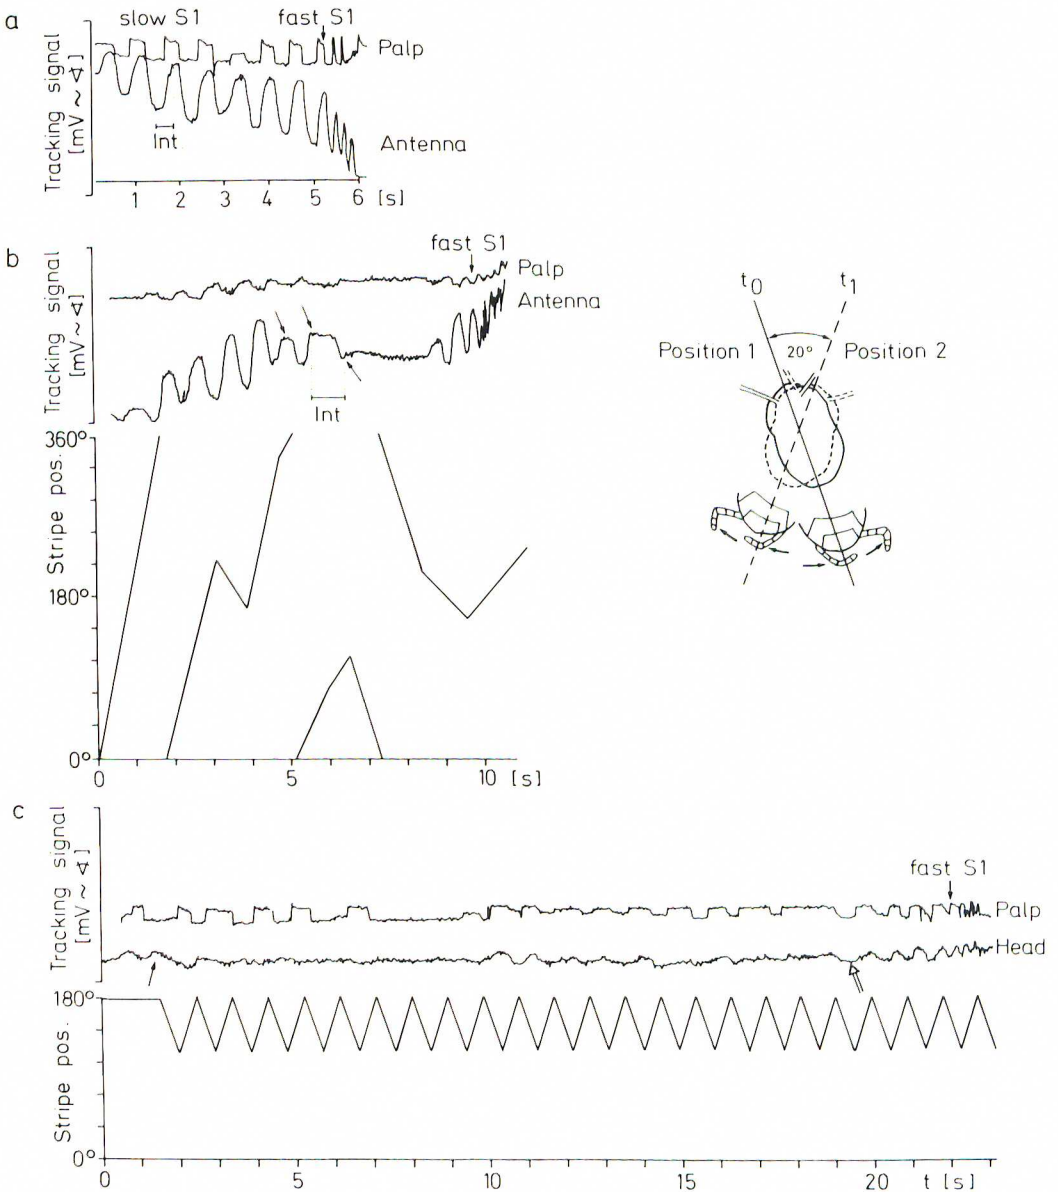 a
slow S1 fast S1
Palp
Tracking signal
[mV ~ ∢]
Int
Antenna
1 2 3 4 5 6 [s]
b
fast S1
Palp
Antenna
Tracking signal
[mV ~ ∢]
Int
t0 t1
Position 1 20° Position 2
360°
Stripe pos.
180°
0°
0 5 10 [s]
c
fast S1
Palp
Head
Tracking signal
[mV ~ ∢]
180°
Stripe pos.
0°
0 5 10 15 20 t [s]